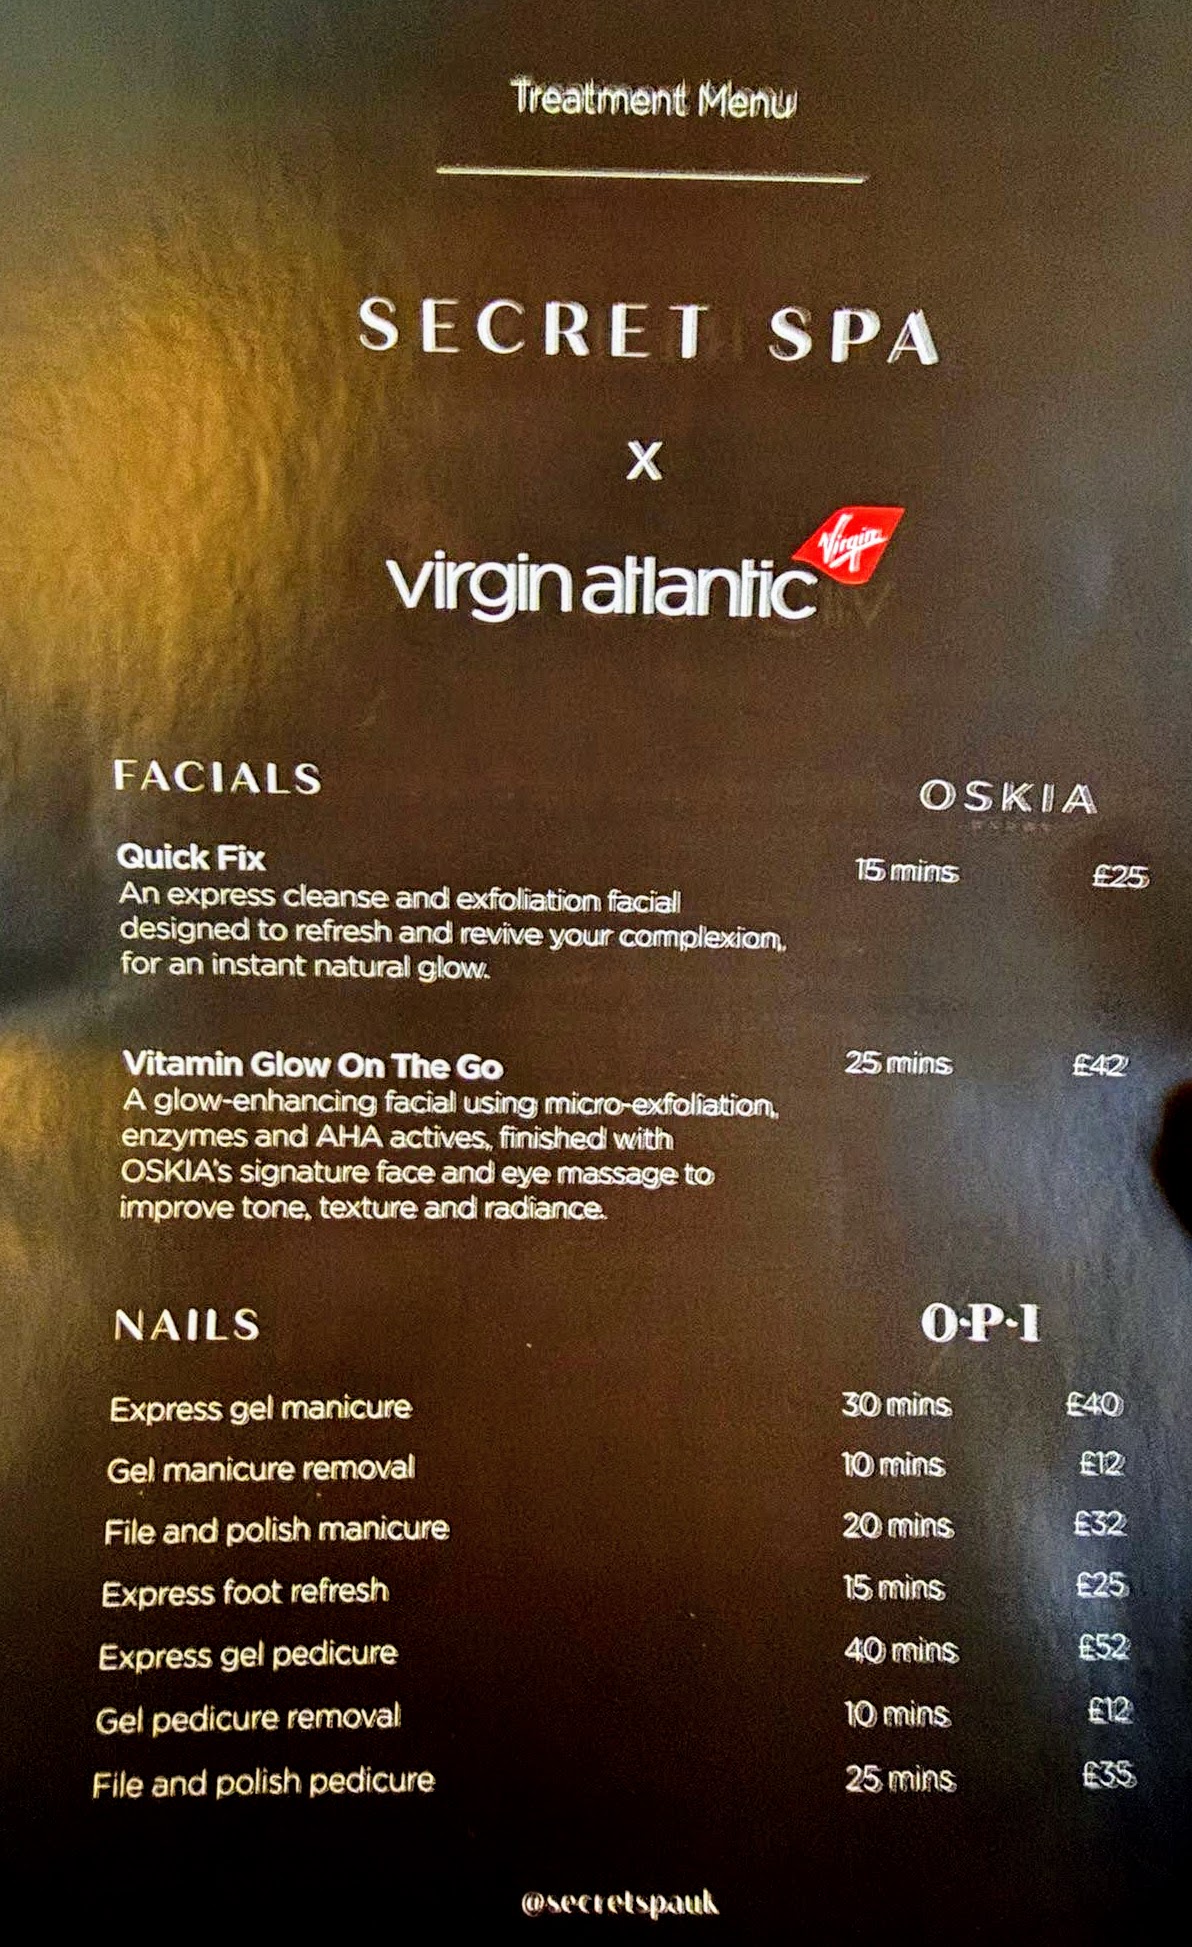 Treatment Menu
SECRET SPA
X
virgin atlantic Virgin
FACIALS OSKIA
Quick Fix 15 mins £25
An express cleanse and exfoliation facial
designed to refresh and revive your complexion,
for an instant natural glow.
Vitamin Glow On The Go 25 mins £42
A glow-enhancing facial using micro-exfoliation,
enzymes and AHA actives, finished with
OSKIA's signature face and eye massage to
improve tone, texture and radiance.
NAILS O·P·I
Express gel manicure 30 mins £40
Gel manicure removal 10 mins £12
File and polish manicure 20 mins £32
Express foot refresh 15 mins £25
Express gel pedicure 40 mins £52
Gel pedicure removal 10 mins £12
File and polish pedicure 25 mins £35
@secretspauk